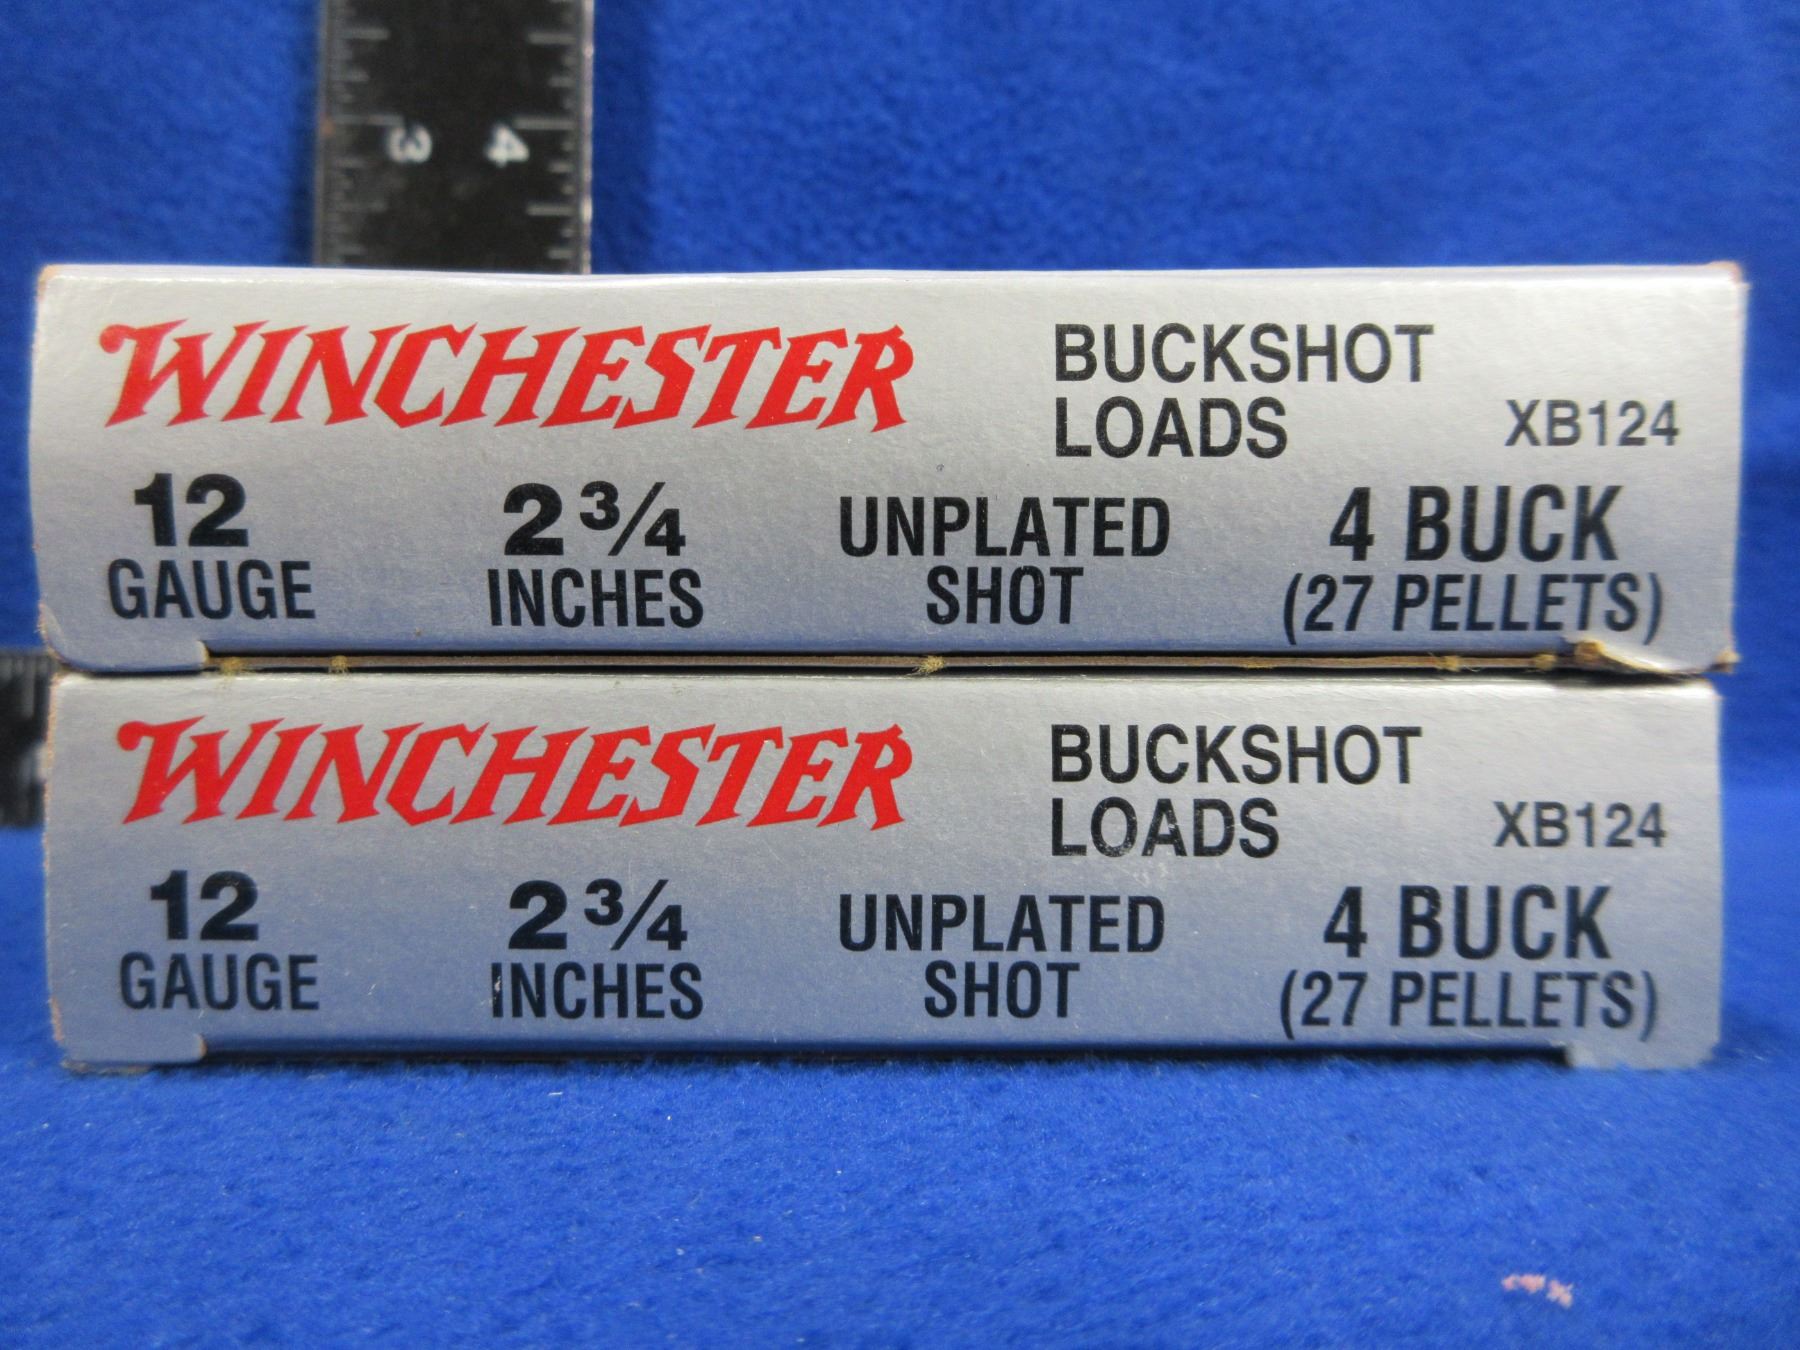 3 4
WINCHESTER
BUCKSHOT
LOADS
XB124
12
GAUGE
2 3/4
INCHES
UNPLATED
SHOT
4 BUCK
(27 PELLETS)
WINCHESTER
BUCKSHOT
LOADS
XB124
12
GAUGE
2 3/4
INCHES
UNPLATED
SHOT
4 BUCK
(27 PELLETS)